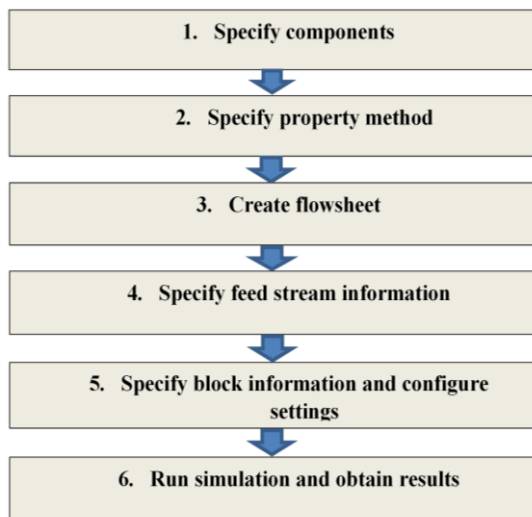 1. Specify components
2. Specify property method
3. Create flowsheet
4. Specify feed stream information
5. Specify block information and configure
settings
6. Run simulation and obtain results